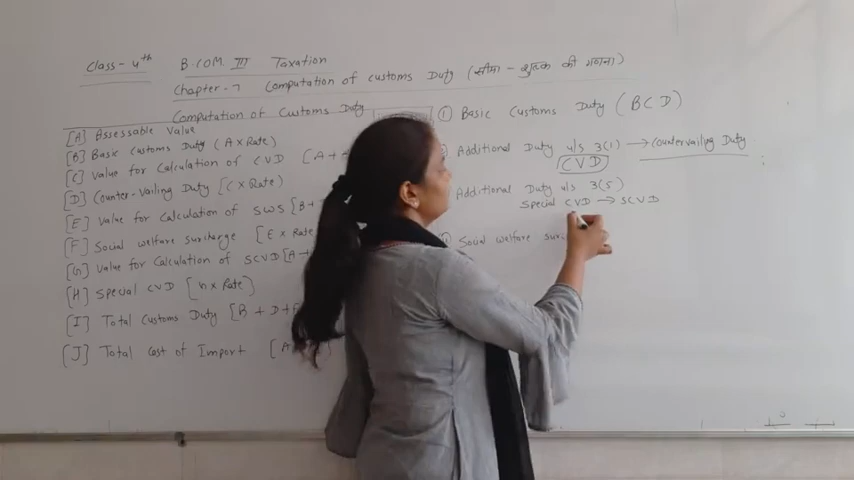 Class - 4th B.COM. III Taxation
Chapter-7 Computation of Customs Duty (सीमा - शुल्क की गणना)
Computation of Customs Duty
[A] Assessable Value
[B] Basic Customs Duty (A x Rate)
[C] Value for Calculation of CVD [A +
[D] Counter-Vailing Duty [C x Rate)
[E] Value for Calculation of SWS [B +
[F] Social welfare surcharge [E x Rate
[G] Value for Calculation of SCVD [A +
[H] Special CVD [h x Rate)
[I] Total Customs Duty [B + D + F
[J] Total Cost of Import [A
① Basic Customs Duty (BCD)
Additional Duty u/s 3(1) → Countervailing Duty
(CVD)
Additional Duty u/s 3(5)
Special CVD → SCVD
Social welfare